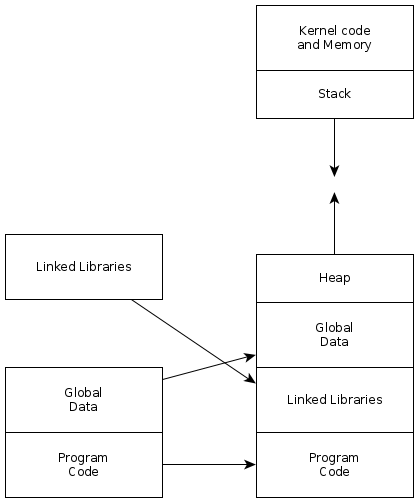 Kernel code
and Memory
Stack
Linked Libraries
Heap
Global
Data
Global
Data
Linked Libraries
Program
Code
Program
Code